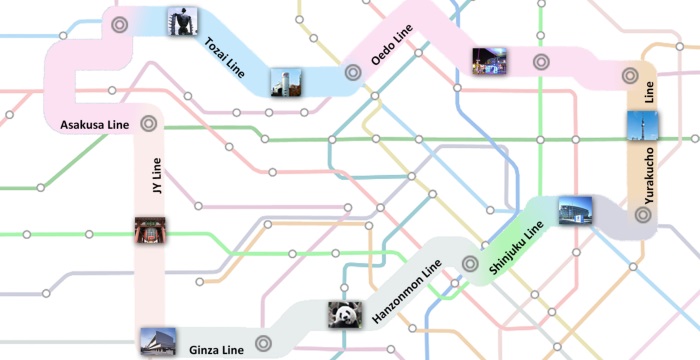 Tozai Line
Oedo Line
Yurakucho Line
Asakusa Line
JY Line
Shinjuku Line
Hanzonmon Line
Ginza Line